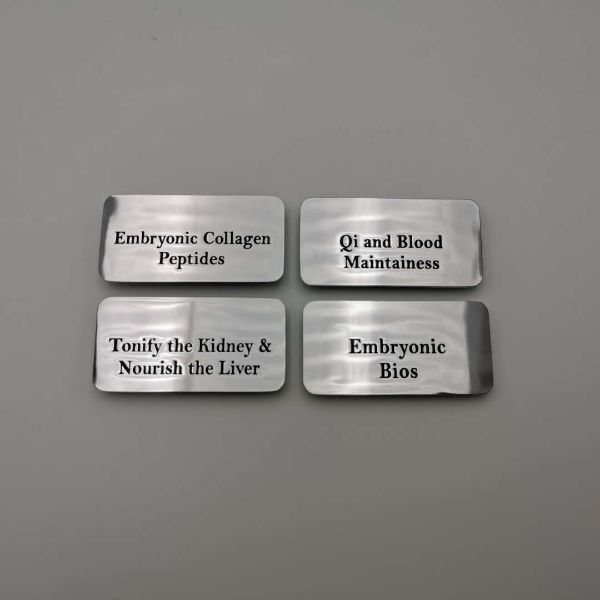 Embryonic Collagen
Peptides
Qi and Blood
Maintainess
Tonify the Kidney &
Nourish the Liver
Embryonic
Bios